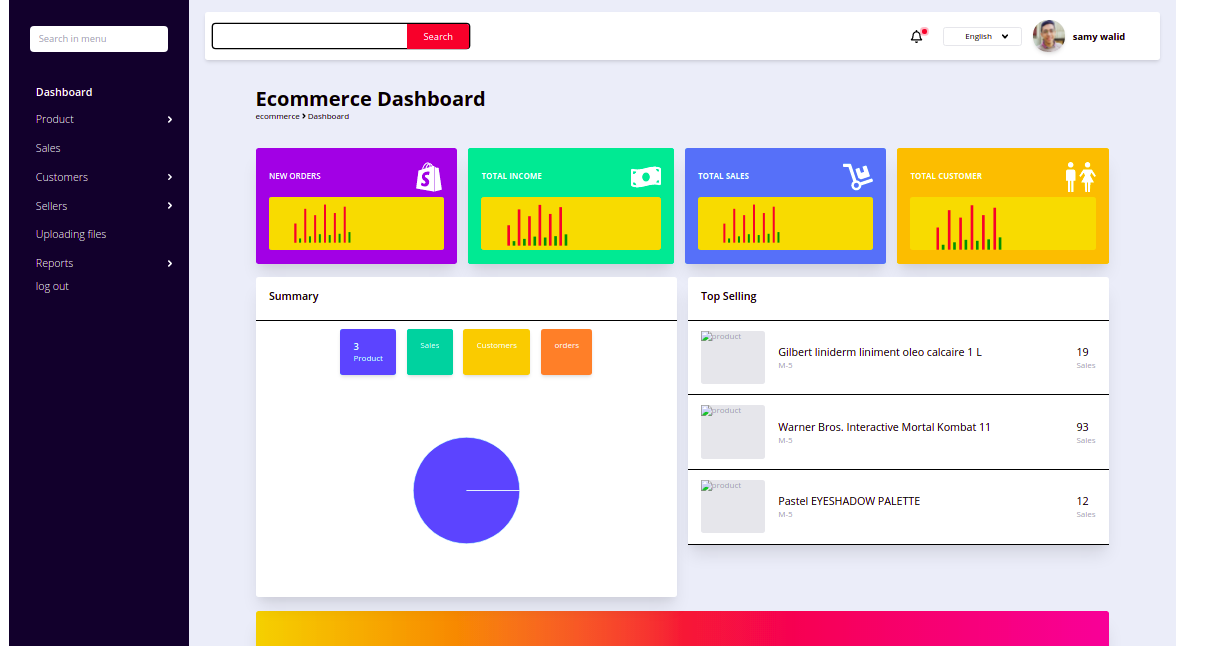 Search in menu
Dashboard
Product
Sales
Customers
Sellers
Uploading files
Reports
log out
Search
English
samy walid
Ecommerce Dashboard
ecommerce > Dashboard
NEW ORDERS
TOTAL INCOME
TOTAL SALES
TOTAL CUSTOMER
Summary
3
Product
Sales
Customers
orders
Top Selling
product
Gilbert liniderm liniment oleo calcaire 1 L
M-5
19
Sales
product
Warner Bros. Interactive Mortal Kombat 11
M-5
93
Sales
product
Pastel EYESHADOW PALETTE
M-5
12
Sales